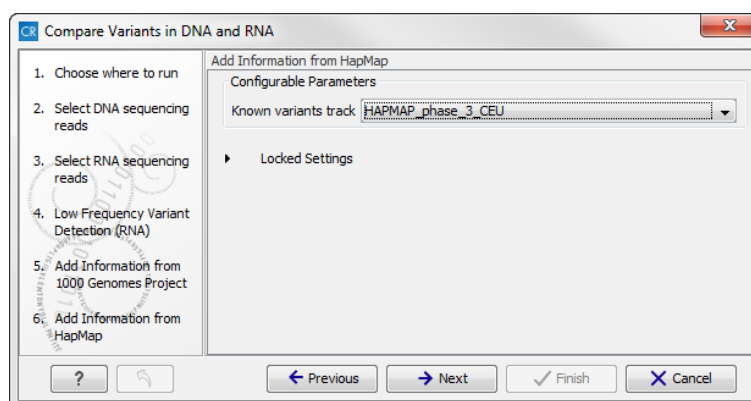 CR Compare Variants in DNA and RNA
X
1. Choose where to run
2. Select DNA sequencing
reads
3. Select RNA sequencing
reads
4. Low Frequency Variant
Detection (RNA)
5. Add Information from
1000 Genomes Project
6. Add Information from
HapMap
Add Information from HapMap
Configurable Parameters
Known variants track HAPMAP_phase_3_CEU
Locked Settings
? Previous Next Finish Cancel